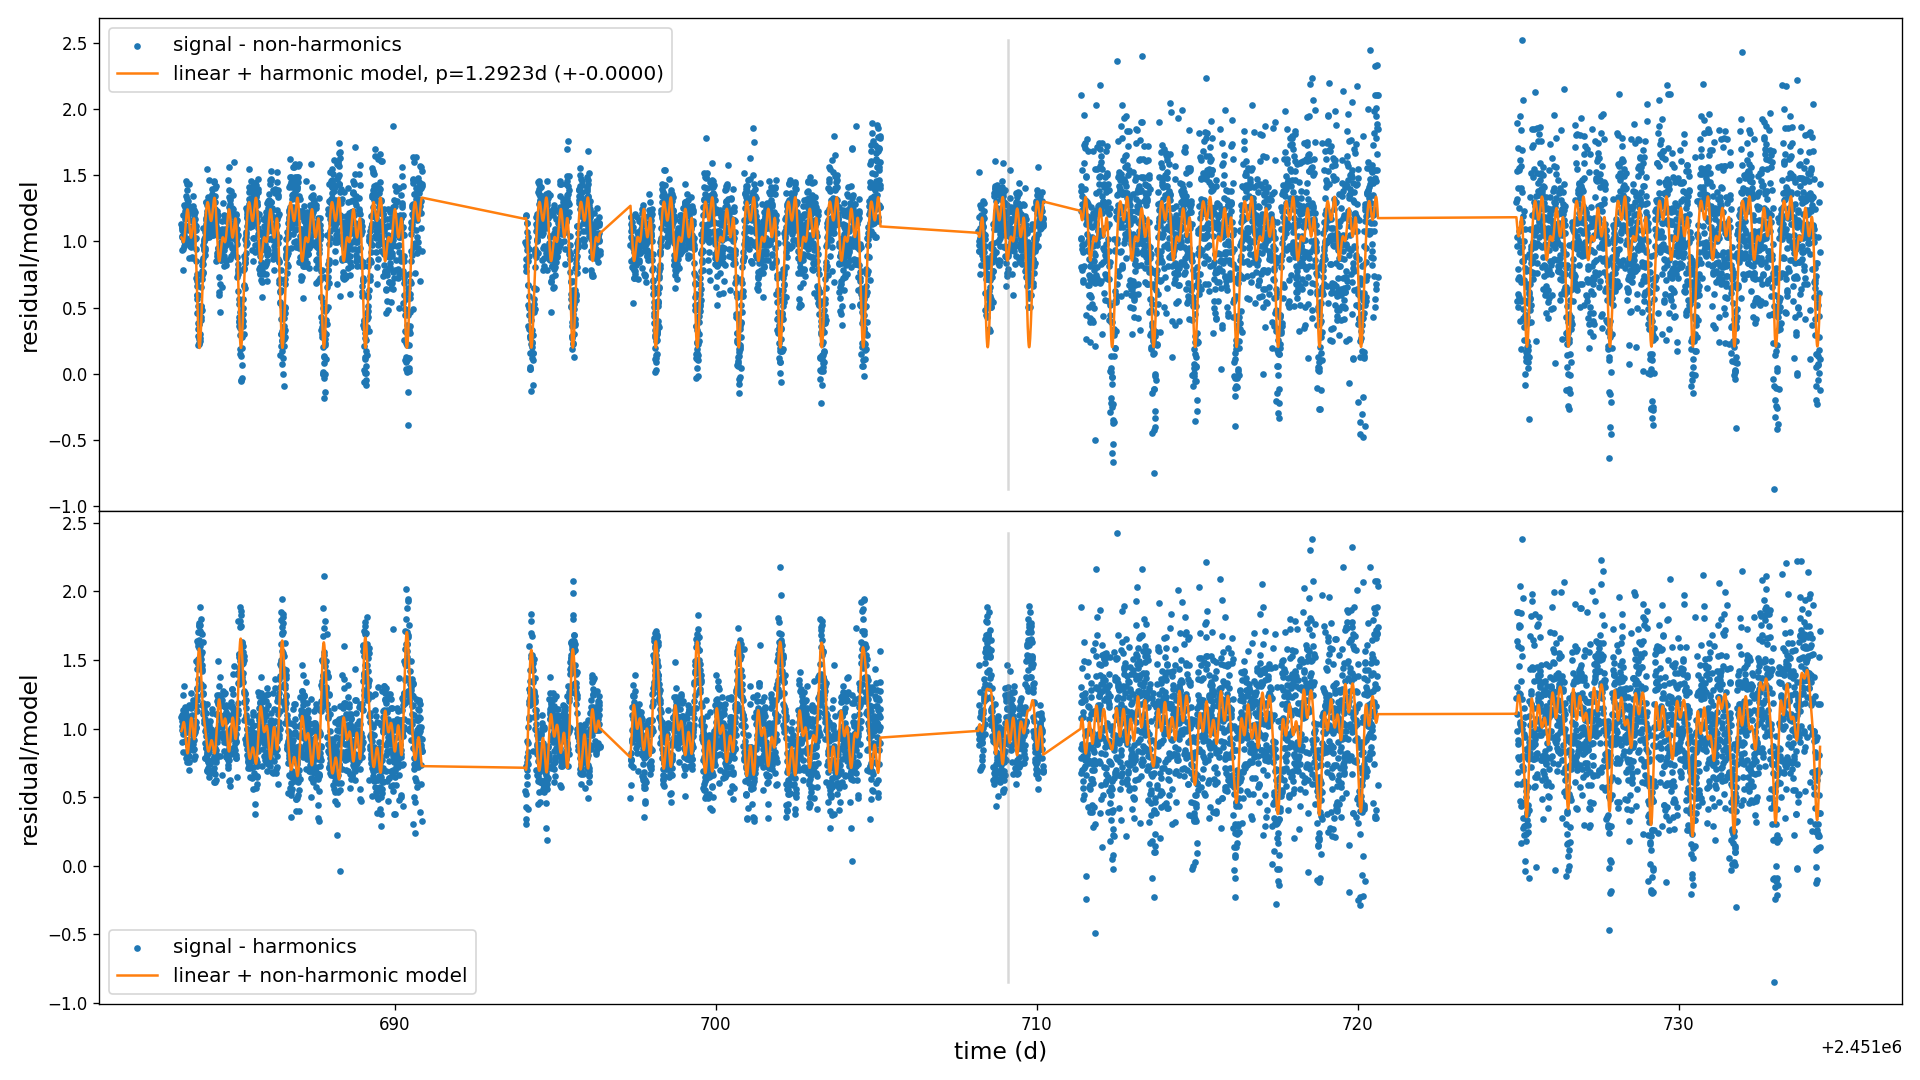 signal - non-harmonics
linear + harmonic model, p=1.2923d (+-0.0000)
residual/model
2.5
2.0
1.5
1.0
0.5
0.0
−0.5
−1.0
residual/model
2.5
2.0
1.5
1.0
0.5
0.0
−0.5
−1.0
signal - harmonics
linear + non-harmonic model
690
700
710
720
730
time (d)
+2.451e6